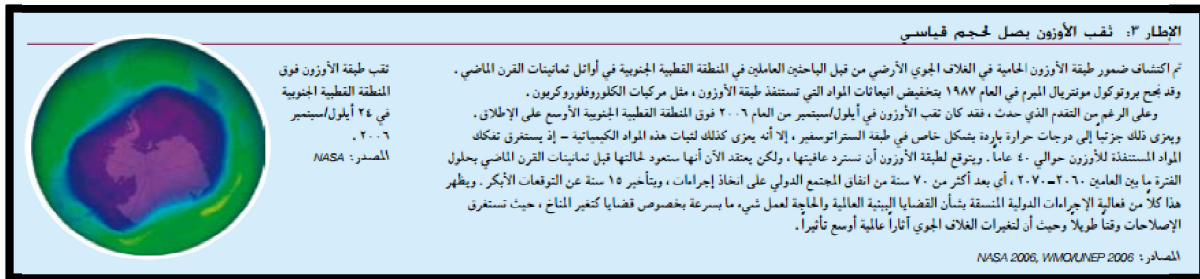 الإطار ٣: ثقب الأوزون يصل لحجم قياسي
تم اكتشاف ضمور طبقة الأوزون الحامية في الغلاف الجوي الأرضي من قبل الباحثين العاملين في المنطقة القطبية الجنوبية في أوائل ثمانينات القرن الماضي .
وقد نجح بروتوكول مونتريال المبرم في العام ١٩٨٧ بتخفيض انبعاثات المواد التي تستنفذ طبقة الأوزون ، مثل مركبات الكلوروفلوروكربون .
وعلى الرغم من التقدم الذي حدث ، فقد كان ثقب الأوزون في أيلول/سبتمبر من العام ٢٠٠٦ فوق المنطقة القطبية الجنوبية الأوسع على الإطلاق .
ويعزى ذلك جزئياً إلى درجات حرارة باردة بشكل خاص في طبقة الستراتوسفير ، إلا أنه يعزى كذلك لثبات هذه المواد الكيميائية - إذ يستغرق تفكك
المواد المستنفذة للأوزون حوالي ٤٠ عاماً . ويتوقع لطبقة الأوزون أن تسترد عافيتها ، ولكن يعتقد الآن أنها ستعود لحالتها قبل ثمانينات القرن الماضي بحلول
الفترة ما بين العامين ٢٠٦٠-٢٠٧٠ ، أي بعد أكثر من ٧٠ سنة من اتفاق المجتمع الدولي على اتخاذ إجراءات ، وبتأخير ١٥ سنة عن التوقعات الأبكر . ويظهر
هذا كلاً من فعالية الإجراءات الدولية المنسقة بشأن القضايا البيئية العالمية والحاجة لعمل شيء ما بسرعة بخصوص قضايا كتغير المناخ ، حيث تستغرق
الإصلاحات وقتاً طويلاً وحيث أن لتغيرات الغلاف الجوي آثاراً عالمية أوسع تأثيراً .
المصادر : NASA 2006, WMO/UNEP 2006
ثقب طبقة الأوزون فوق
المنطقة القطبية الجنوبية
في ٢٤ أيلول/سبتمبر
٢٠٠٦ .
المصدر : NASA